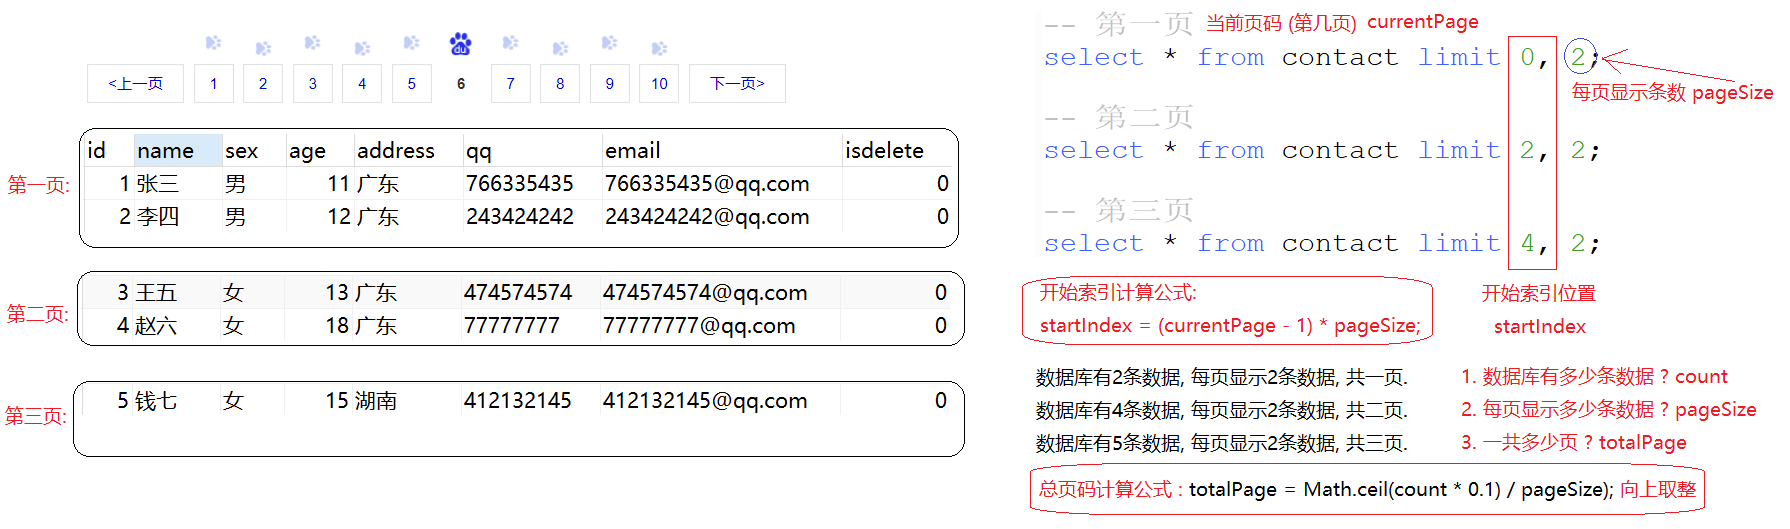 du
<上一页 1 2 3 4 5 6 7 8 9 10 下一页>
id name sex age address qq email isdelete
第一页:
1 张三 男 11 广东 766335435 766335435@qq.com 0
2 李四 男 12 广东 243424242 243424242@qq.com 0
第二页:
3 王五 女 13 广东 474574574 474574574@qq.com 0
4 赵六 女 18 广东 77777777 77777777@qq.com 0
第三页:
5 钱七 女 15 湖南 412132145 412132145@qq.com 0
-- 第一页 当前页码 (第几页) currentPage
select * from contact limit 0, 2;
每页显示条数 pageSize
-- 第二页
select * from contact limit 2, 2;
-- 第三页
select * from contact limit 4, 2;
开始索引计算公式:
startIndex = (currentPage - 1) * pageSize;
开始索引位置
startIndex
数据库有2条数据, 每页显示2条数据, 共一页.
数据库有4条数据, 每页显示2条数据, 共二页.
数据库有5条数据, 每页显示2条数据, 共三页.
1. 数据库有多少条数据 ? count
2. 每页显示多少条数据 ? pageSize
3. 一共多少页 ? totalPage
总页码计算公式 : totalPage = Math.ceil(count * 0.1) / pageSize); 向上取整